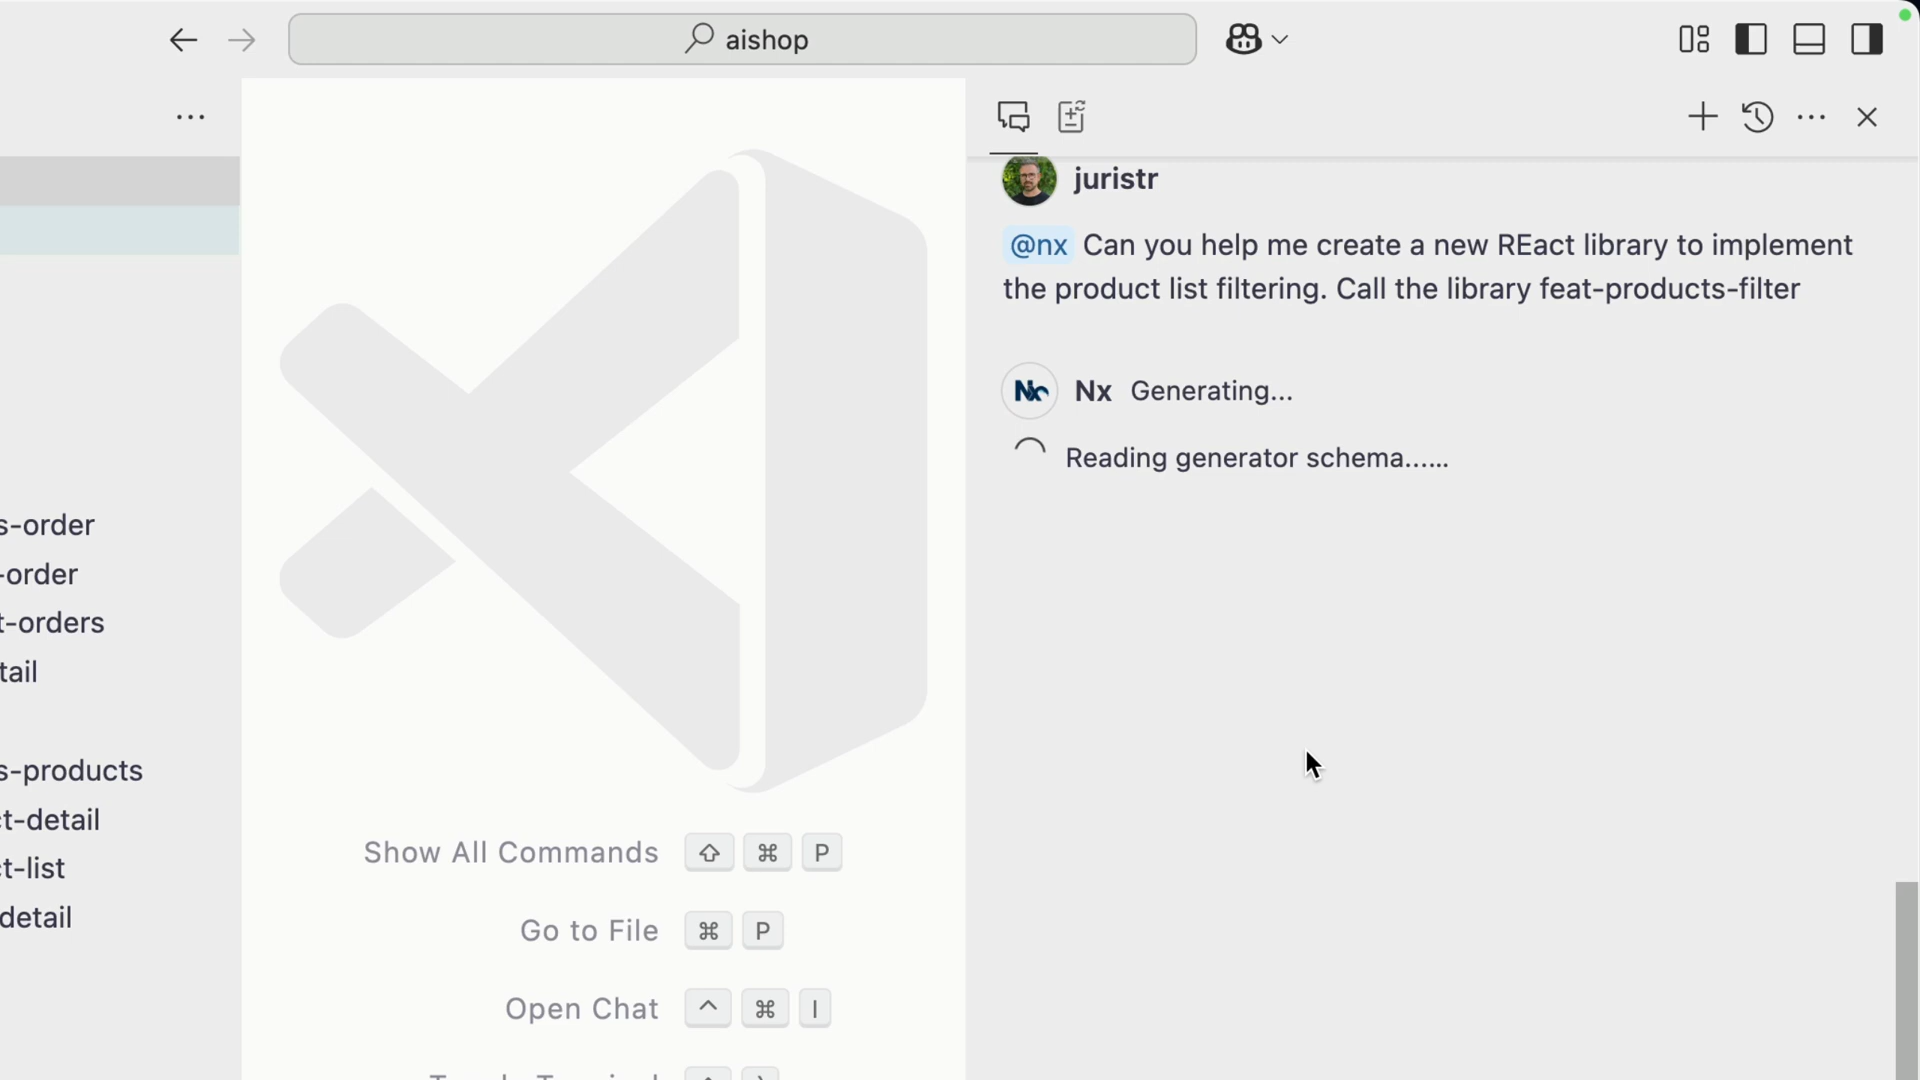 aishop
juristr
@nx Can you help me create a new REact library to implement
the product list filtering. Call the library feat-products-filter
Nx Generating...
Reading generator schema......
s-order
-order
t-orders
tail
s-products
ct-detail
ct-list
detail
Show All Commands ⇧ ⌘ P
Go to File ⌘ P
Open Chat ^ ⌘ I